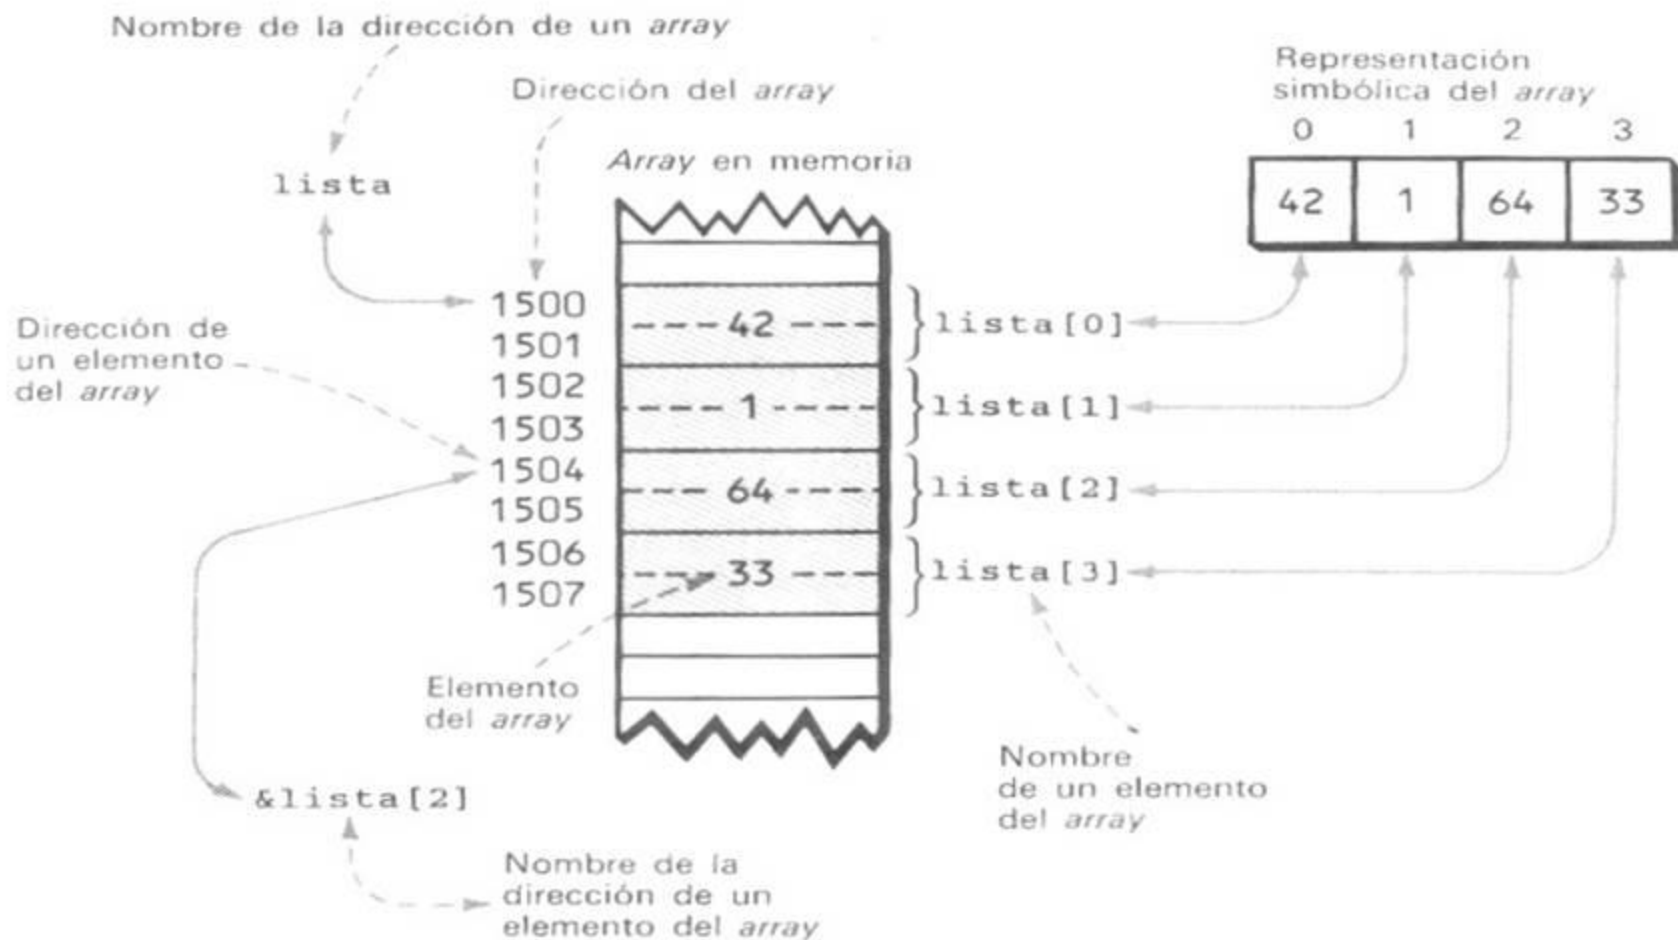 Nombre de la dirección de un array
Dirección del array
Representación
simbólica del array
0 1 2 3
42 1 64 33
Array en memoria
lista
1500
1501
1502
1503
1504
1505
1506
1507
42
1
64
33
lista[0]
lista[1]
lista[2]
lista[3]
Dirección de
un elemento
del array
Elemento
del array
Nombre
de un elemento
del array
&lista[2]
Nombre de la
dirección de un
elemento del array